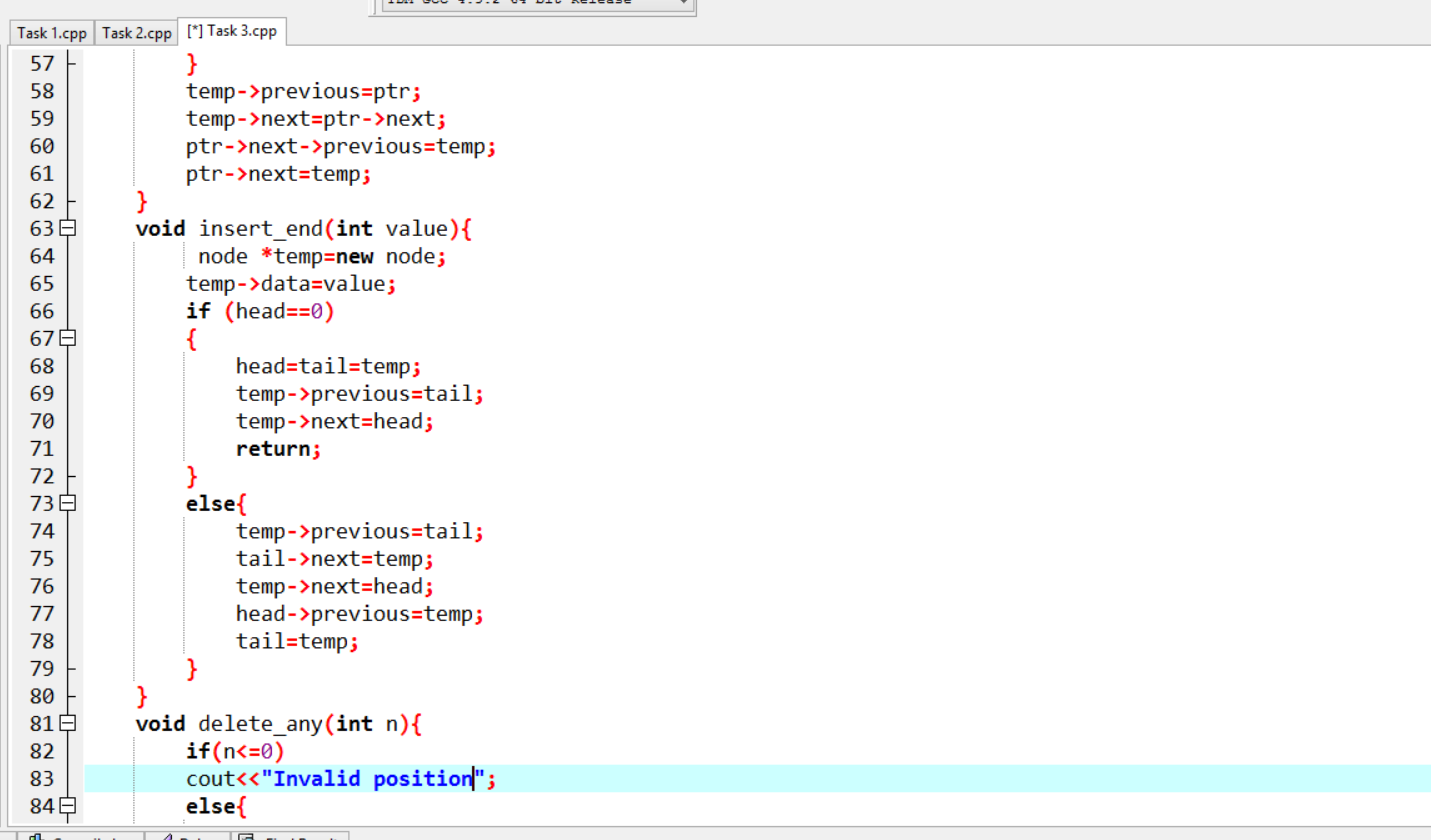 Task 1.cpp Task 2.cpp [*] Task 3.cpp
57 }
58 temp->previous=ptr;
59 temp->next=ptr->next;
60 ptr->next->previous=temp;
61 ptr->next=temp;
62 }
63 void insert_end(int value){
64 node *temp=new node;
65 temp->data=value;
66 if (head==0)
67 {
68 head=tail=temp;
69 temp->previous=tail;
70 temp->next=head;
71 return;
72 }
73 else{
74 temp->previous=tail;
75 tail->next=temp;
76 temp->next=head;
77 head->previous=temp;
78 tail=temp;
79 }
80 }
81 void delete_any(int n){
82 if(n<=0)
83 cout<<"Invalid position";
84 else{